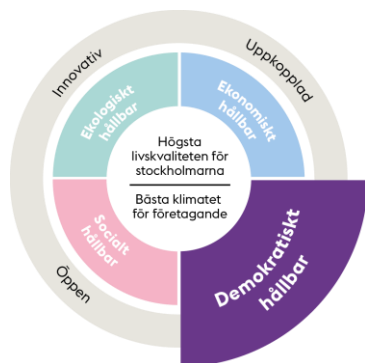 Innovativ
Uppkopplad
Ekologiskt
hållbar
Ekonomiskt
hållbar
Högsta
livskvaliteten för
stockholmarna
Bästa klimatet
för företagande
Socialt
hållbar
Demokratiskt
hållbar
Öppen